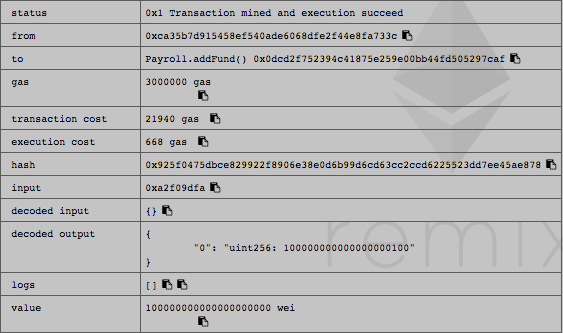 status 0x1 Transaction mined and execution succeed
from 0xca35b7d915458ef540ade6068dfe2f44e8fa733c
to Payroll.addFund() 0x0dcd2f752394c41875e259e00bb44fd505297caf
gas 3000000 gas
transaction cost 21940 gas
execution cost 668 gas
hash 0x925f0475dbce829922f8906e38e0d6b99d6cd63cc2ccd6225523dd7ee45ae878
input 0xa2f09dfa
decoded input {}
decoded output {
"0": "uint256: 100000000000000000100"
}
remix
logs []
value 100000000000000000000 wei